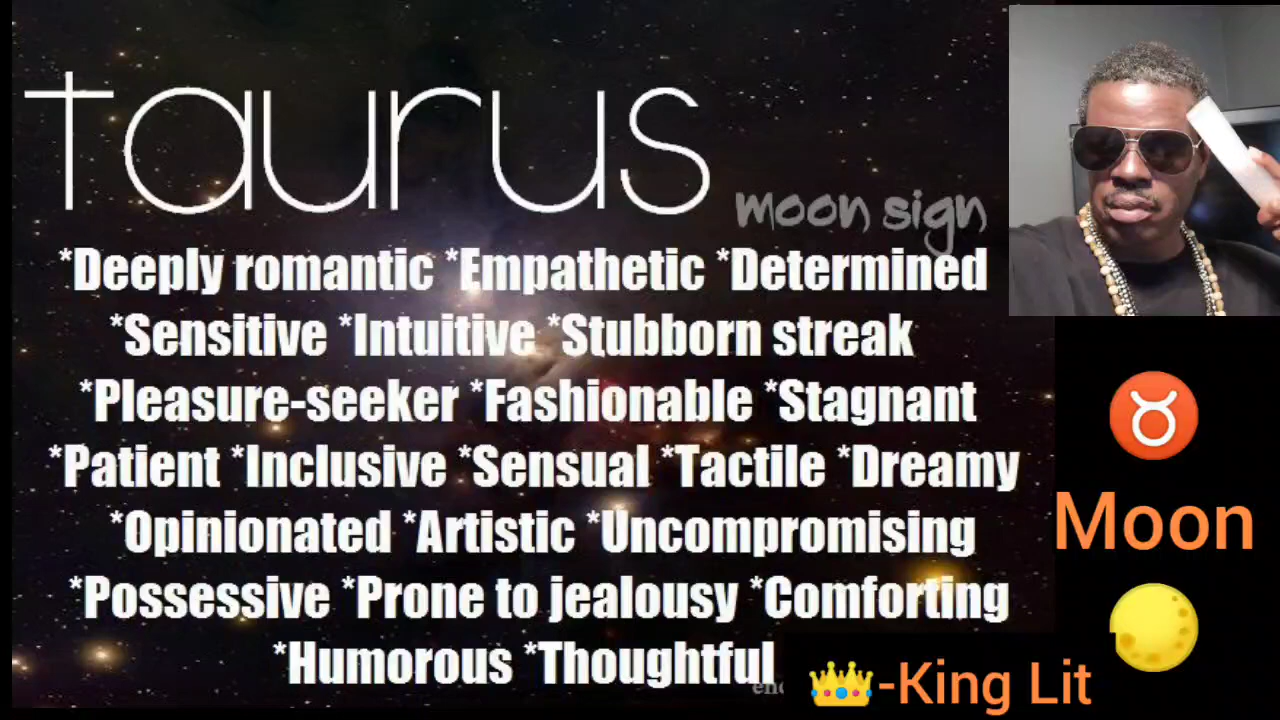 taurus
moon sign
*Deeply romantic *Empathetic *Determined
*Sensitive *Intuitive *Stubborn streak
*Pleasure-seeker *Fashionable *Stagnant
*Patient *Inclusive *Sensual *Tactile *Dreamy
*Opinionated *Artistic *Uncompromising
*Possessive *Prone to jealousy *Comforting
*Humorous *Thoughtful
♉
Moon
👑-King Lit